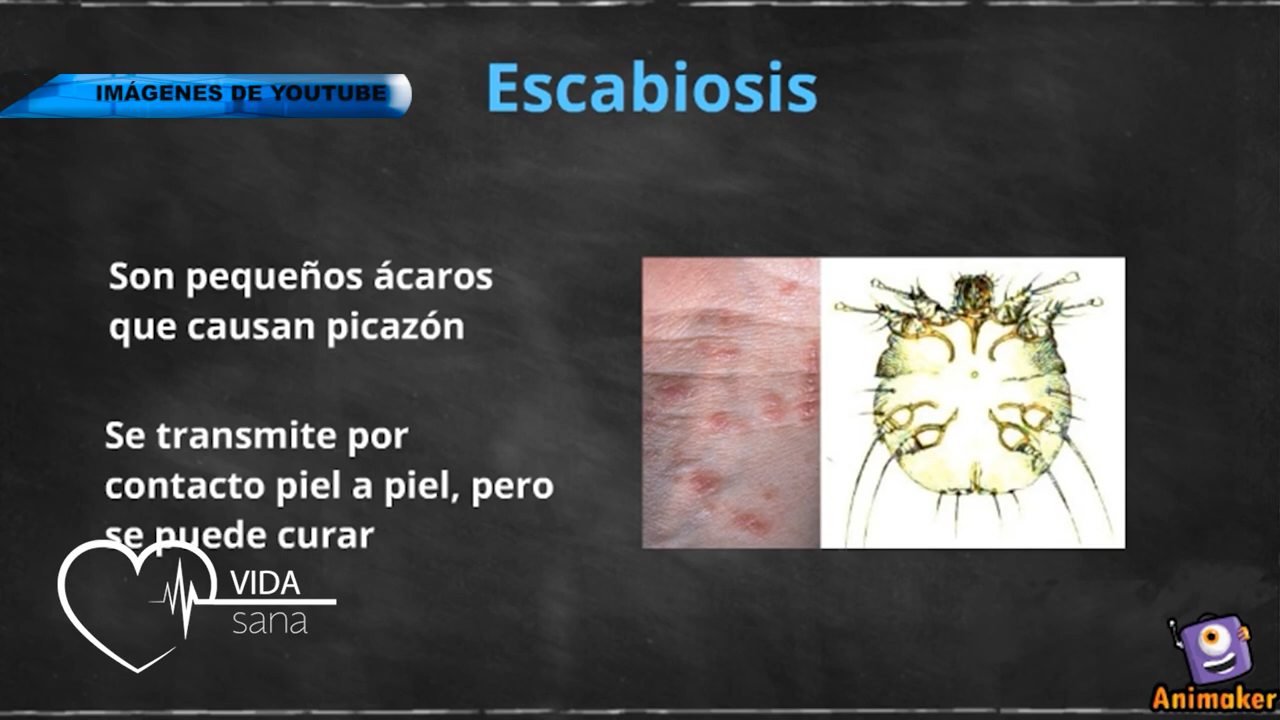 IMÁGENES DE YOUTUBE
Escabiosis
Son pequeños ácaros
que causan picazón
Se transmite por
contacto piel a piel, pero
se puede curar
VIDA
sana
Animaker